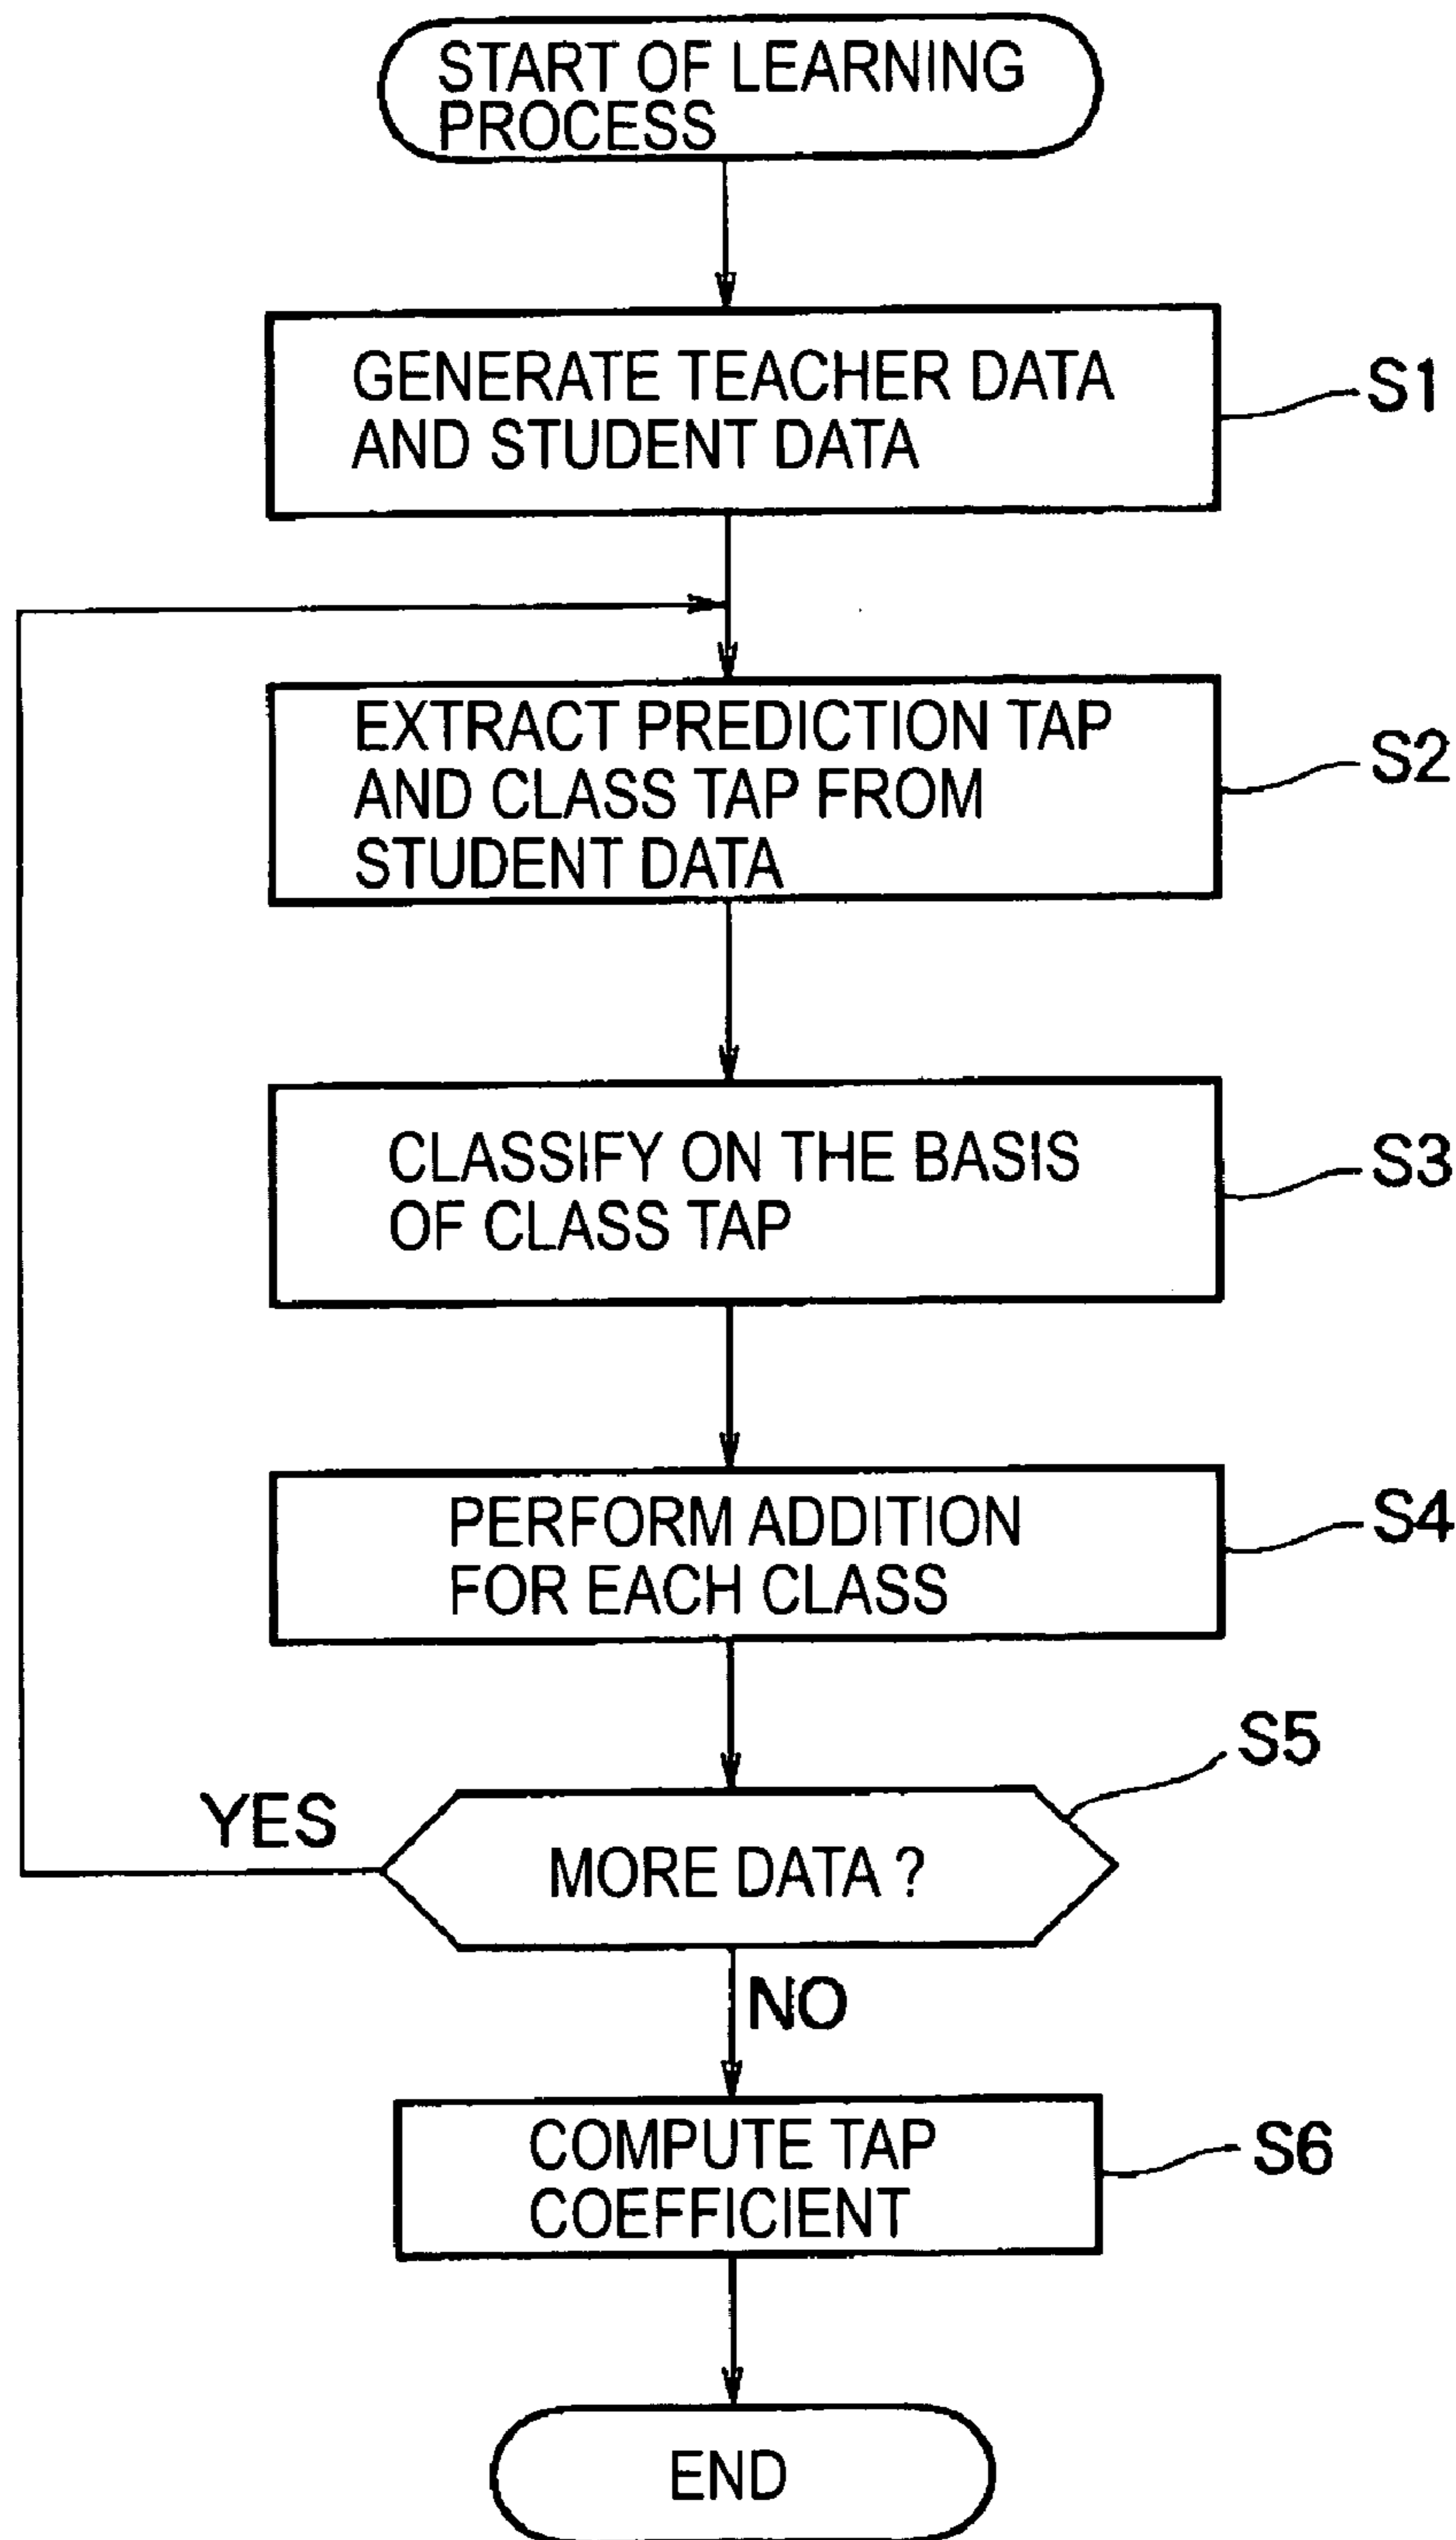 START OF LEARNING
PROCESS
GENERATE TEACHER DATA
AND STUDENT DATA
S1
EXTRACT PREDICTION TAP
AND CLASS TAP FROM
STUDENT DATA
S2
CLASSIFY ON THE BASIS
OF CLASS TAP
S3
PERFORM ADDITION
FOR EACH CLASS
S4
S5
YES
MORE DATA ?
NO
COMPUTE TAP
COEFFICIENT
S6
END